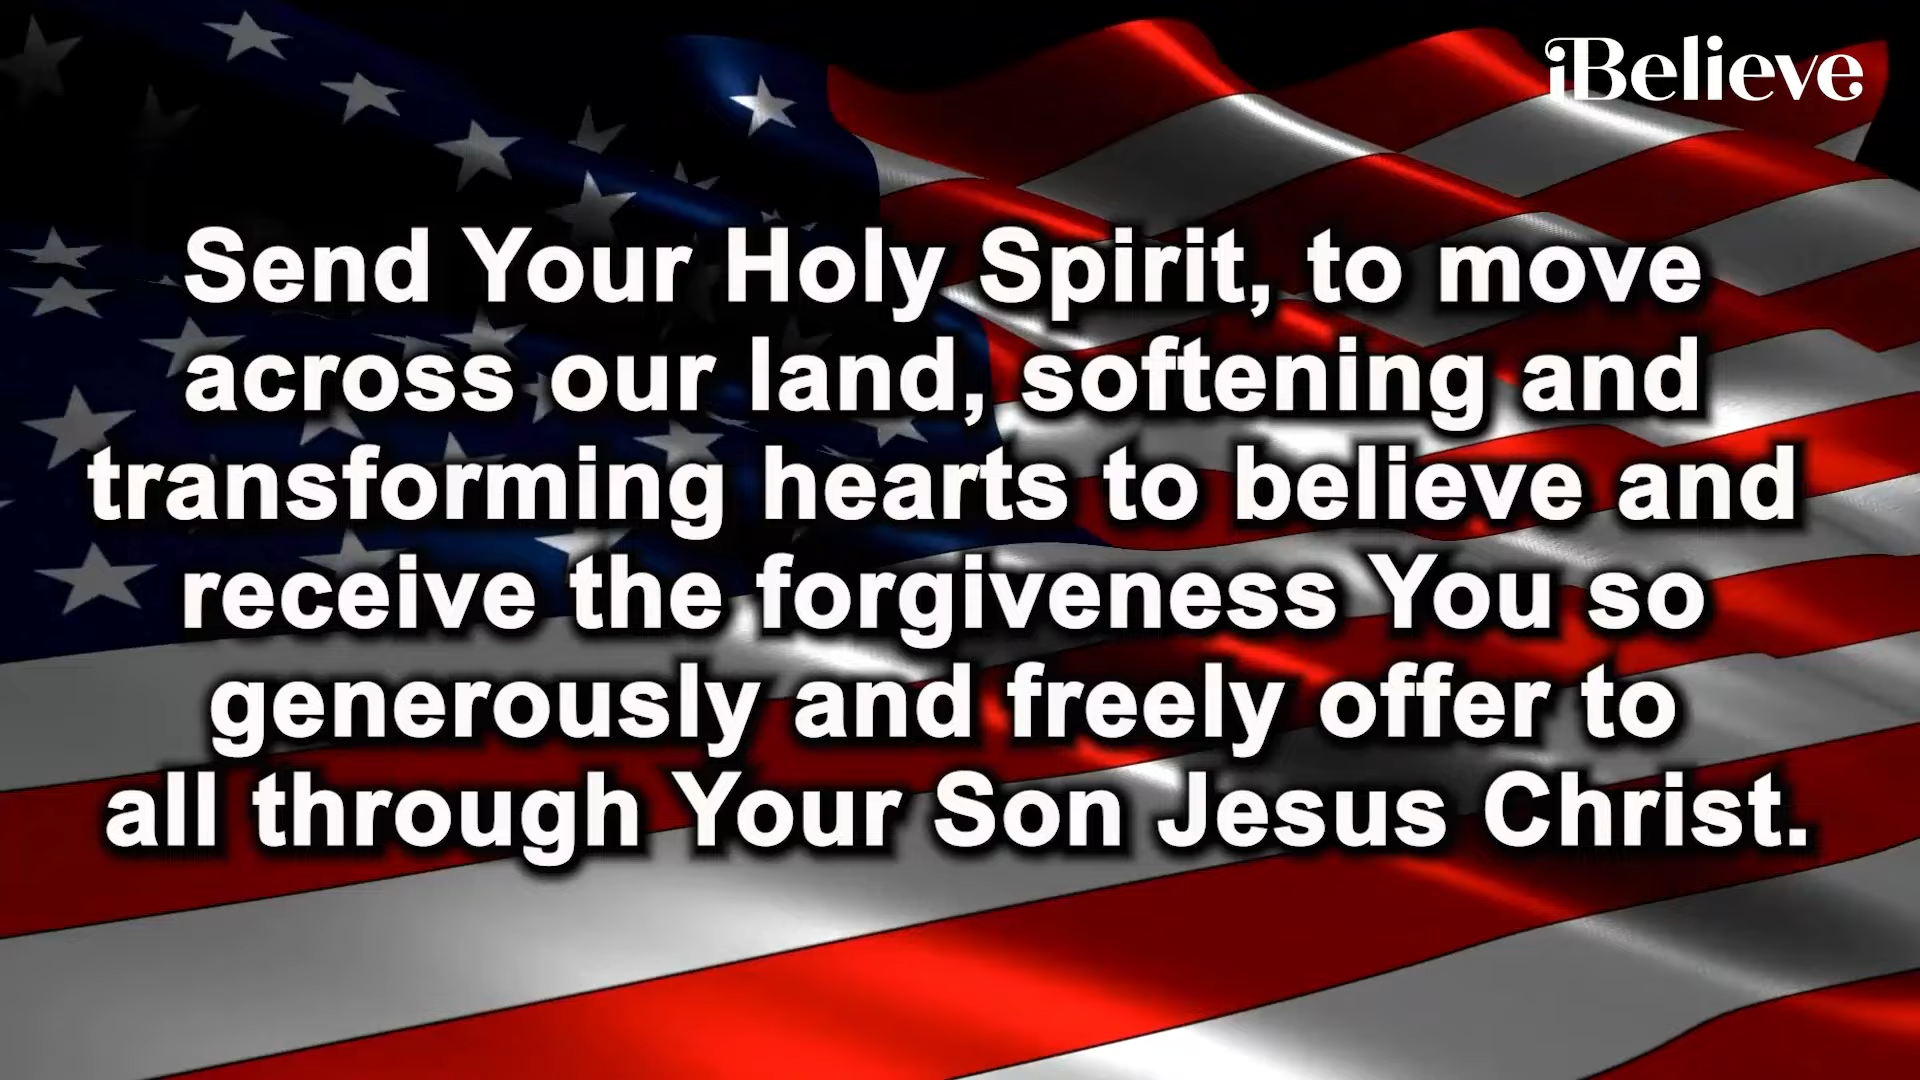 iBelieve
Send Your Holy Spirit, to move
across our land, softening and
transforming hearts to believe and
receive the forgiveness You so
generously and freely offer to
all through Your Son Jesus Christ.